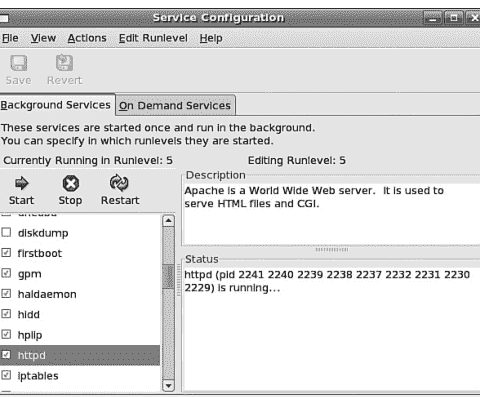 Service Configuration
File View Actions Edit Runlevel Help
Save Revert
Background Services On Demand Services
These services are started once and run in the background.
You can specify in which runlevels they are started.
Currently Running in Runlevel: 5 Editing Runlevel: 5
Start Stop Restart
diskdump
firstboot
gpm
haldaemon
hidd
hplip
httpd
iptables
Description
Apache is a World Wide Web server. It is used to
serve HTML files and CGI.
Status
httpd (pid 2241 2240 2239 2238 2237 2232 2231 2230
2229) is running...